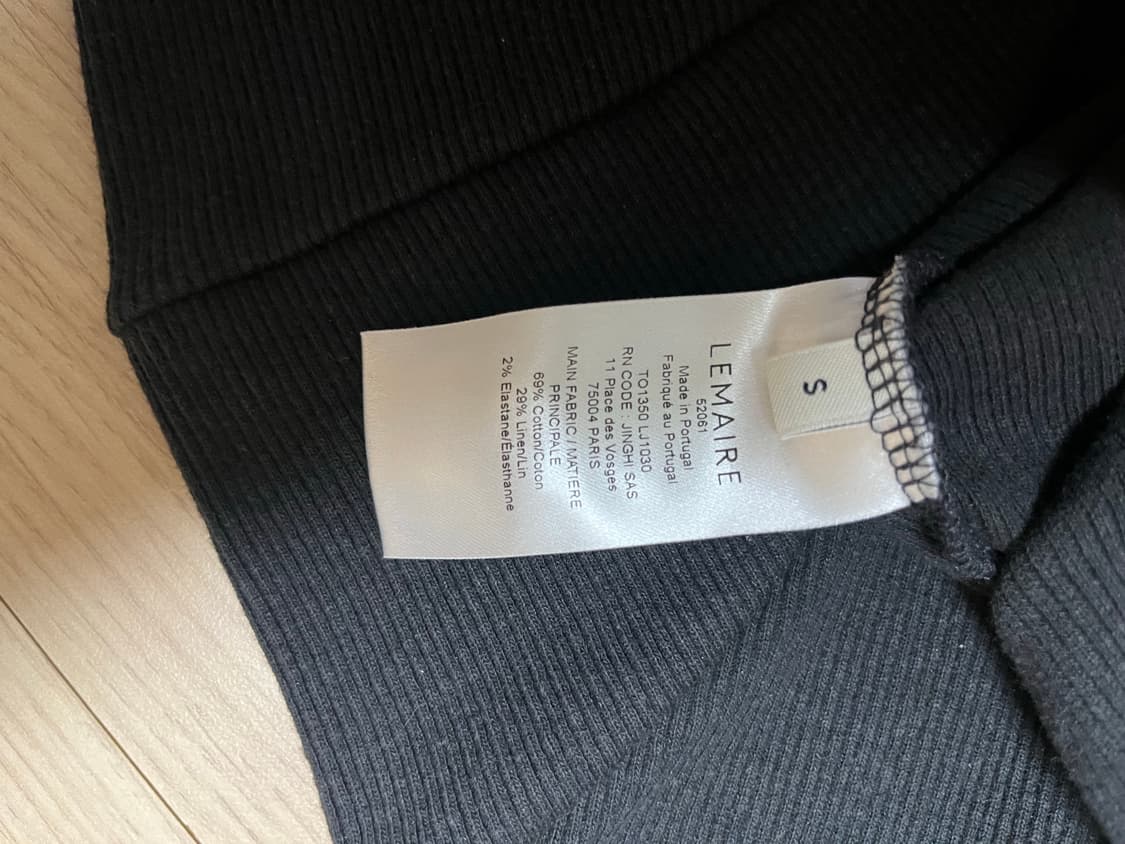 S
LEMAIRE
52061
Made in Portugal
Fabriqué au Portugal
TO1350 LJ1030
RN CODE : JINGHI SAS
11 Place des Vosges
75004 PARIS
MAIN FABRIC / MATIERE
PRINCIPALE
69% Cotton/Coton
29% Linen/Lin
2% Elastane/Élasthanne